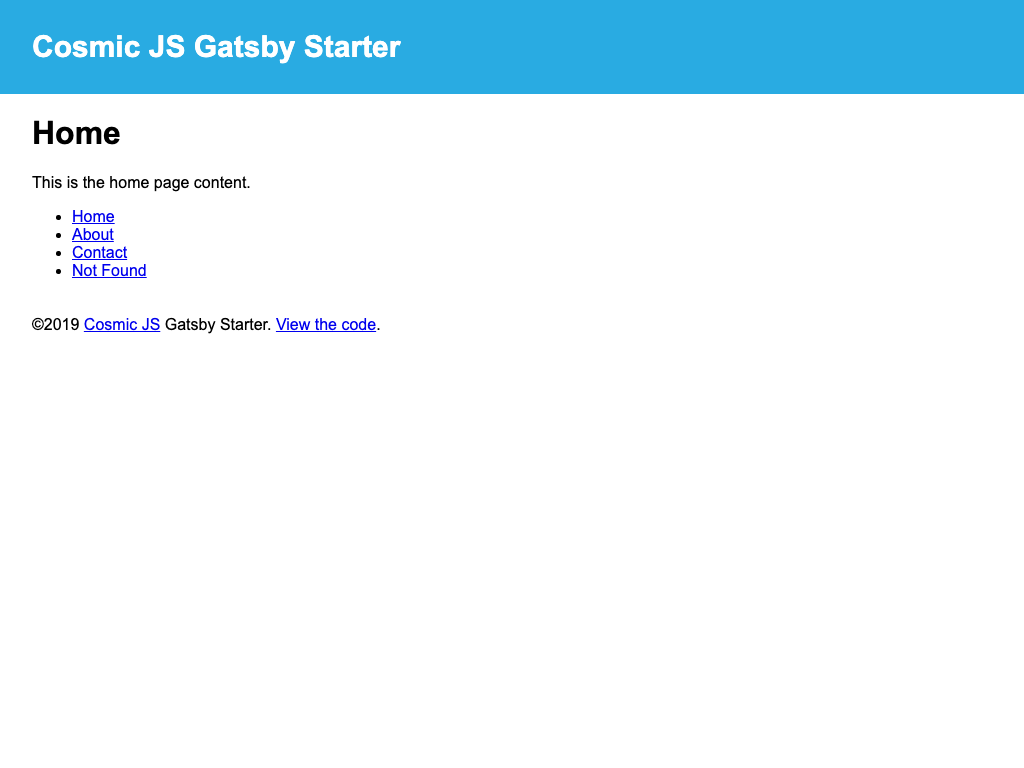 Cosmic JS Gatsby Starter
Home
This is the home page content.
Home
About
Contact
Not Found
©2019 Cosmic JS Gatsby Starter. View the code.